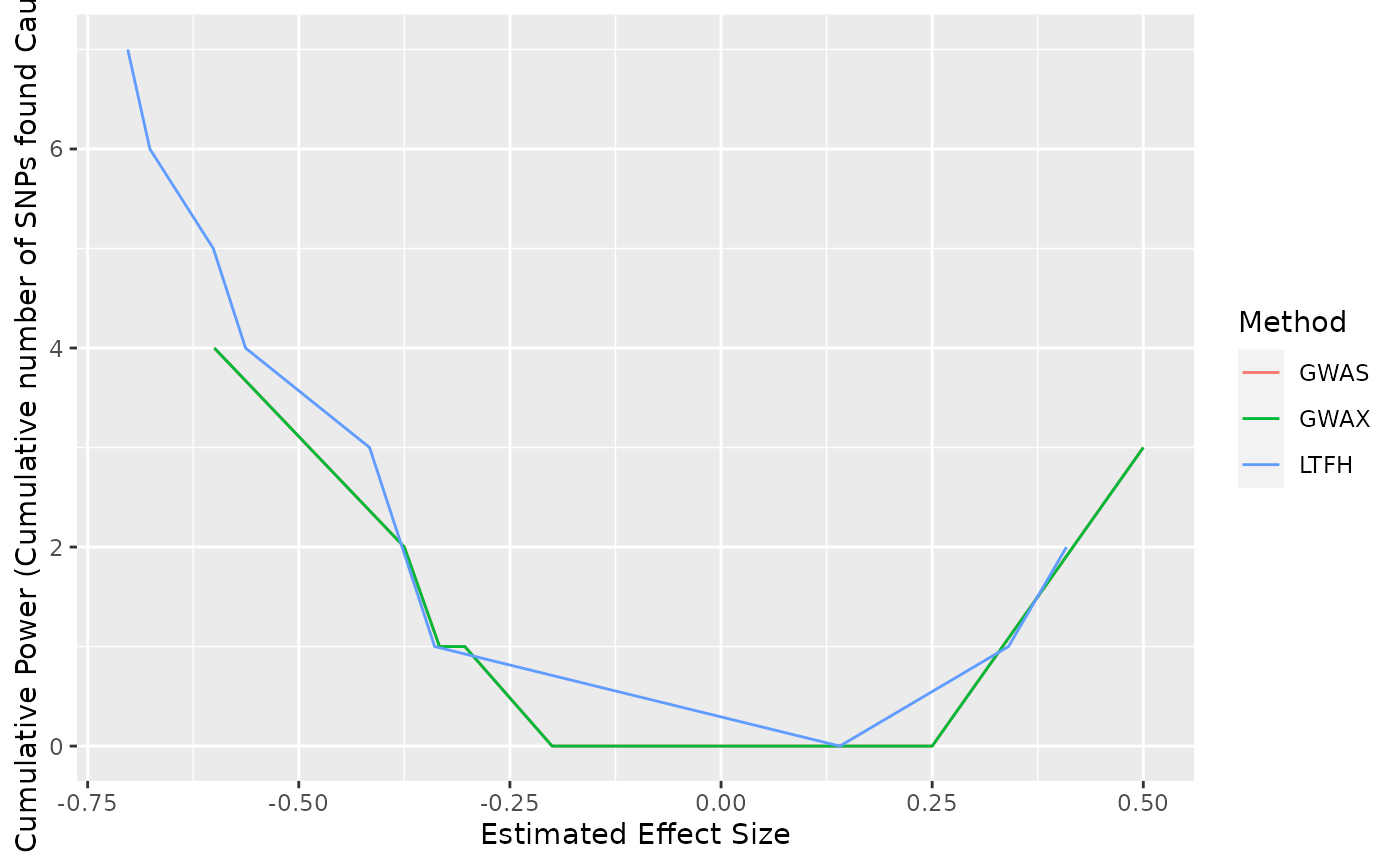 Cumulative Power (Cumulative number of SNPs found Cau
6
4
2
0
-0.75 -0.50 -0.25 0.00 0.25 0.50
Estimated Effect Size
Method
GWAS
GWAX
LTFH